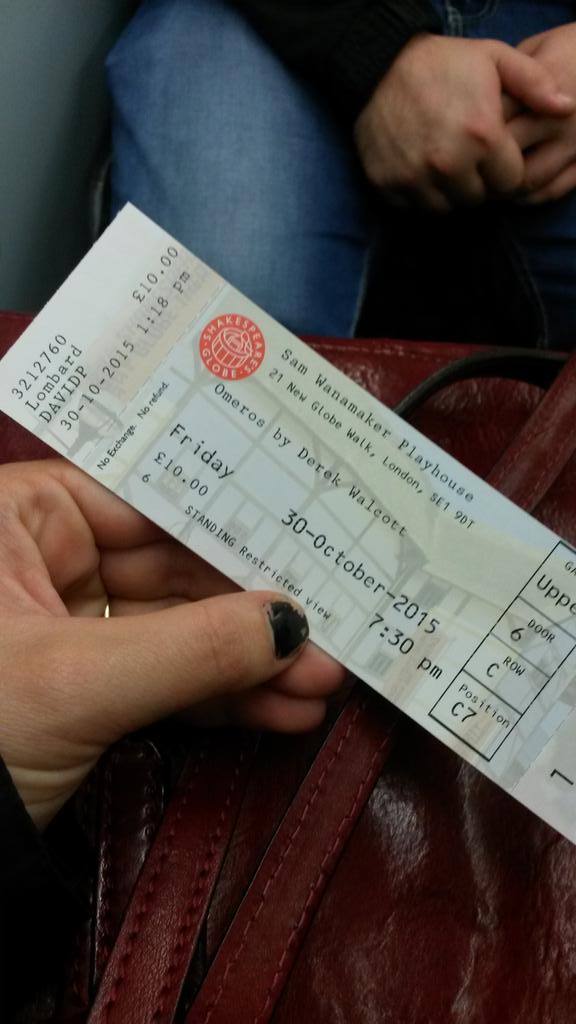 3212760
Lombard
DAVIDP
30-10-2015 1:18 pm
£10.00
No Exchange. No refund.
SHAKESPEARE'S GLOBE
Sam Wanamaker Playhouse
21 New Globe Walk, London, SE1 9DT
Omeros by Derek Walcott
Friday 30-October-2015 7:30 pm
£10.00
6 STANDING Restricted view
6 DOOR
C ROW
Position
C7